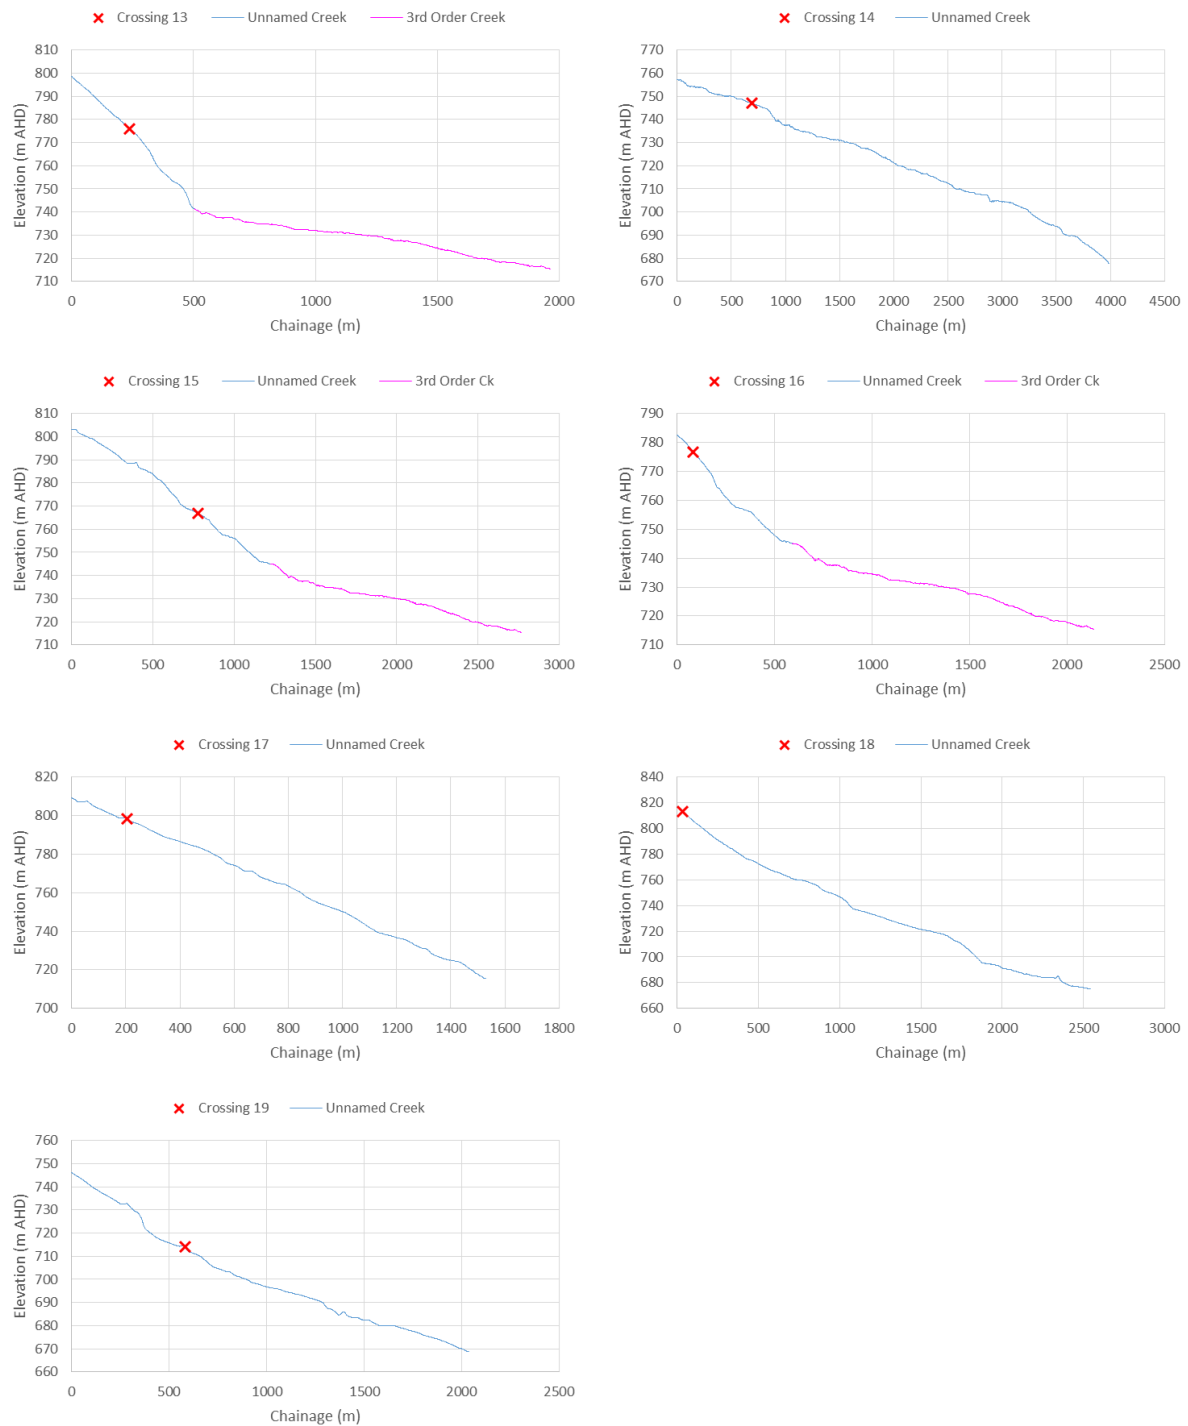 Crossing 13 Unnamed Creek 3rd Order Creek
810
800
790
780
770
760
750
740
730
720
710
Elevation (m AHD)
0 500 1000 1500 2000
Chainage (m)
Crossing 14 Unnamed Creek
770
760
750
740
730
720
710
700
690
680
670
Elevation (m AHD)
0 500 1000 1500 2000 2500 3000 3500 4000 4500
Chainage (m)
Crossing 15 Unnamed Creek 3rd Order Ck
810
800
790
780
770
760
750
740
730
720
710
Elevation (m AHD)
0 500 1000 1500 2000 2500 3000
Chainage (m)
Crossing 16 Unnamed Creek 3rd Order Ck
790
780
770
760
750
740
730
720
710
Elevation (m AHD)
0 500 1000 1500 2000 2500
Chainage (m)
Crossing 17 Unnamed Creek
820
800
780
760
740
720
700
Elevation (m AHD)
0 200 400 600 800 1000 1200 1400 1600 1800
Chainage (m)
Crossing 18 Unnamed Creek
840
820
800
780
760
740
720
700
680
660
Elevation (m AHD)
0 500 1000 1500 2000 2500 3000
Chainage (m)
Crossing 19 Unnamed Creek
760
750
740
730
720
710
700
690
680
670
660
Elevation (m AHD)
0 500 1000 1500 2000 2500
Chainage (m)